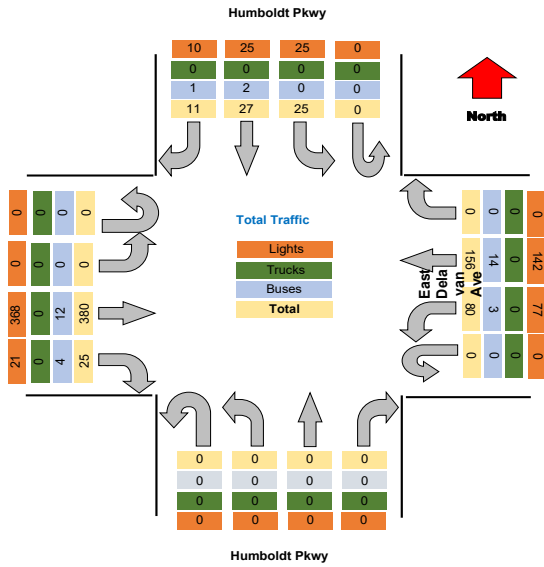 Humboldt Pkwy
10 25 25 0
0 0 0 0
1 2 0 0
11 27 25 0
North
0 0 0 0
0 0 0 0
368 0 12 380
21 0 4 25
Total Traffic
Lights
Trucks
Buses
Total
0 0 0 0
156 14 0 142
80 3 0 77
0 0 0 0
East
Dela
van
Ave
0 0 0 0
0 0 0 0
0 0 0 0
0 0 0 0
Humboldt Pkwy